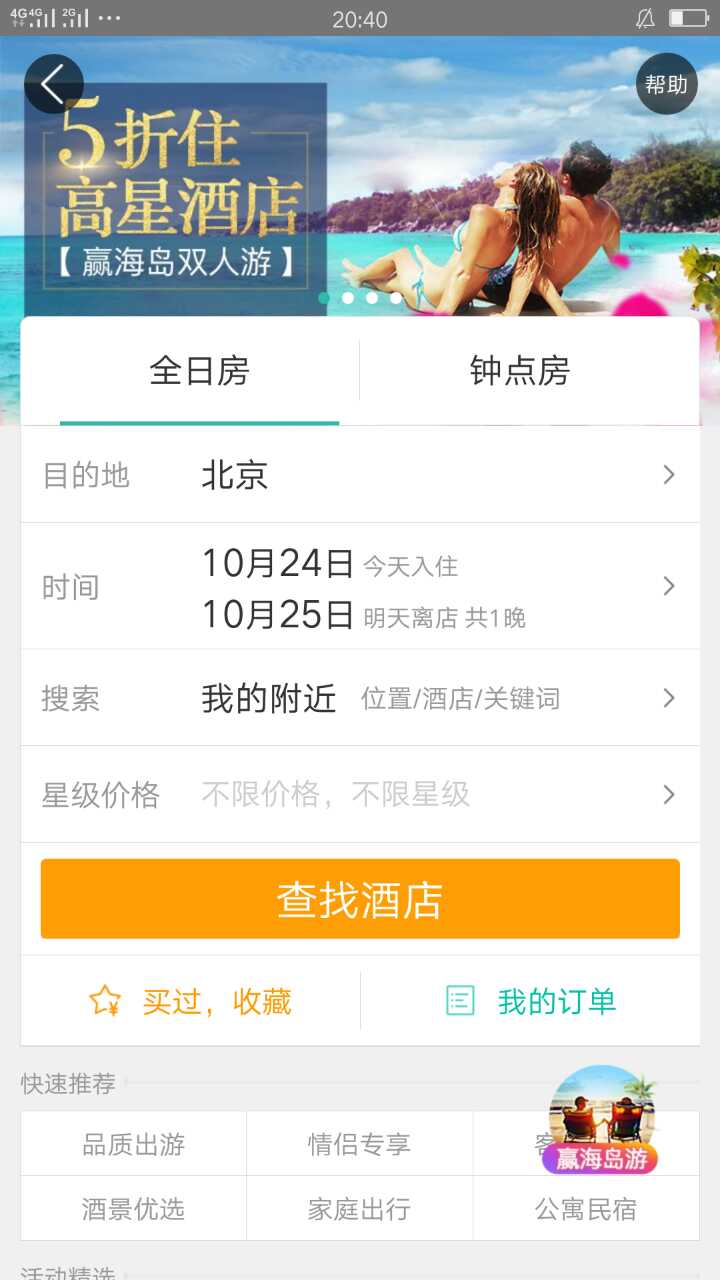 4G 4G 2G
20:40
帮助
5折住
高星酒店
【赢海岛双人游】
全日房 钟点房
目的地 北京
时间 10月24日 今天入住
10月25日 明天离店 共1晚
搜索 我的附近 位置/酒店/关键词
星级价格 不限价格，不限星级
查找酒店
买过，收藏 我的订单
快速推荐
品质出游 情侣专享 客
赢海岛游
酒景优选 家庭出行 公寓民宿
活动精选